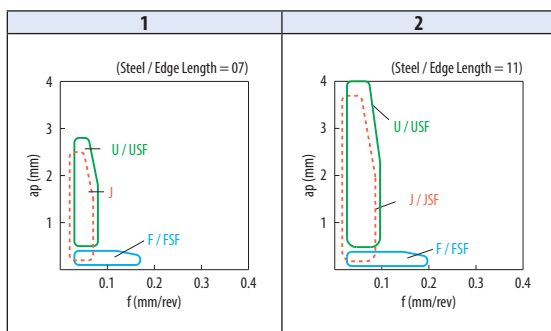 1
2
(Steel / Edge Length = 07)
4
3
2
1
ap (mm)
U / USF
J
F / FSF
0.1
0.2
0.3
0.4
f (mm/rev)
(Steel / Edge Length = 11)
4
3
2
1
ap (mm)
U / USF
J / JSF
F / FSF
0.1
0.2
0.3
0.4
f (mm/rev)